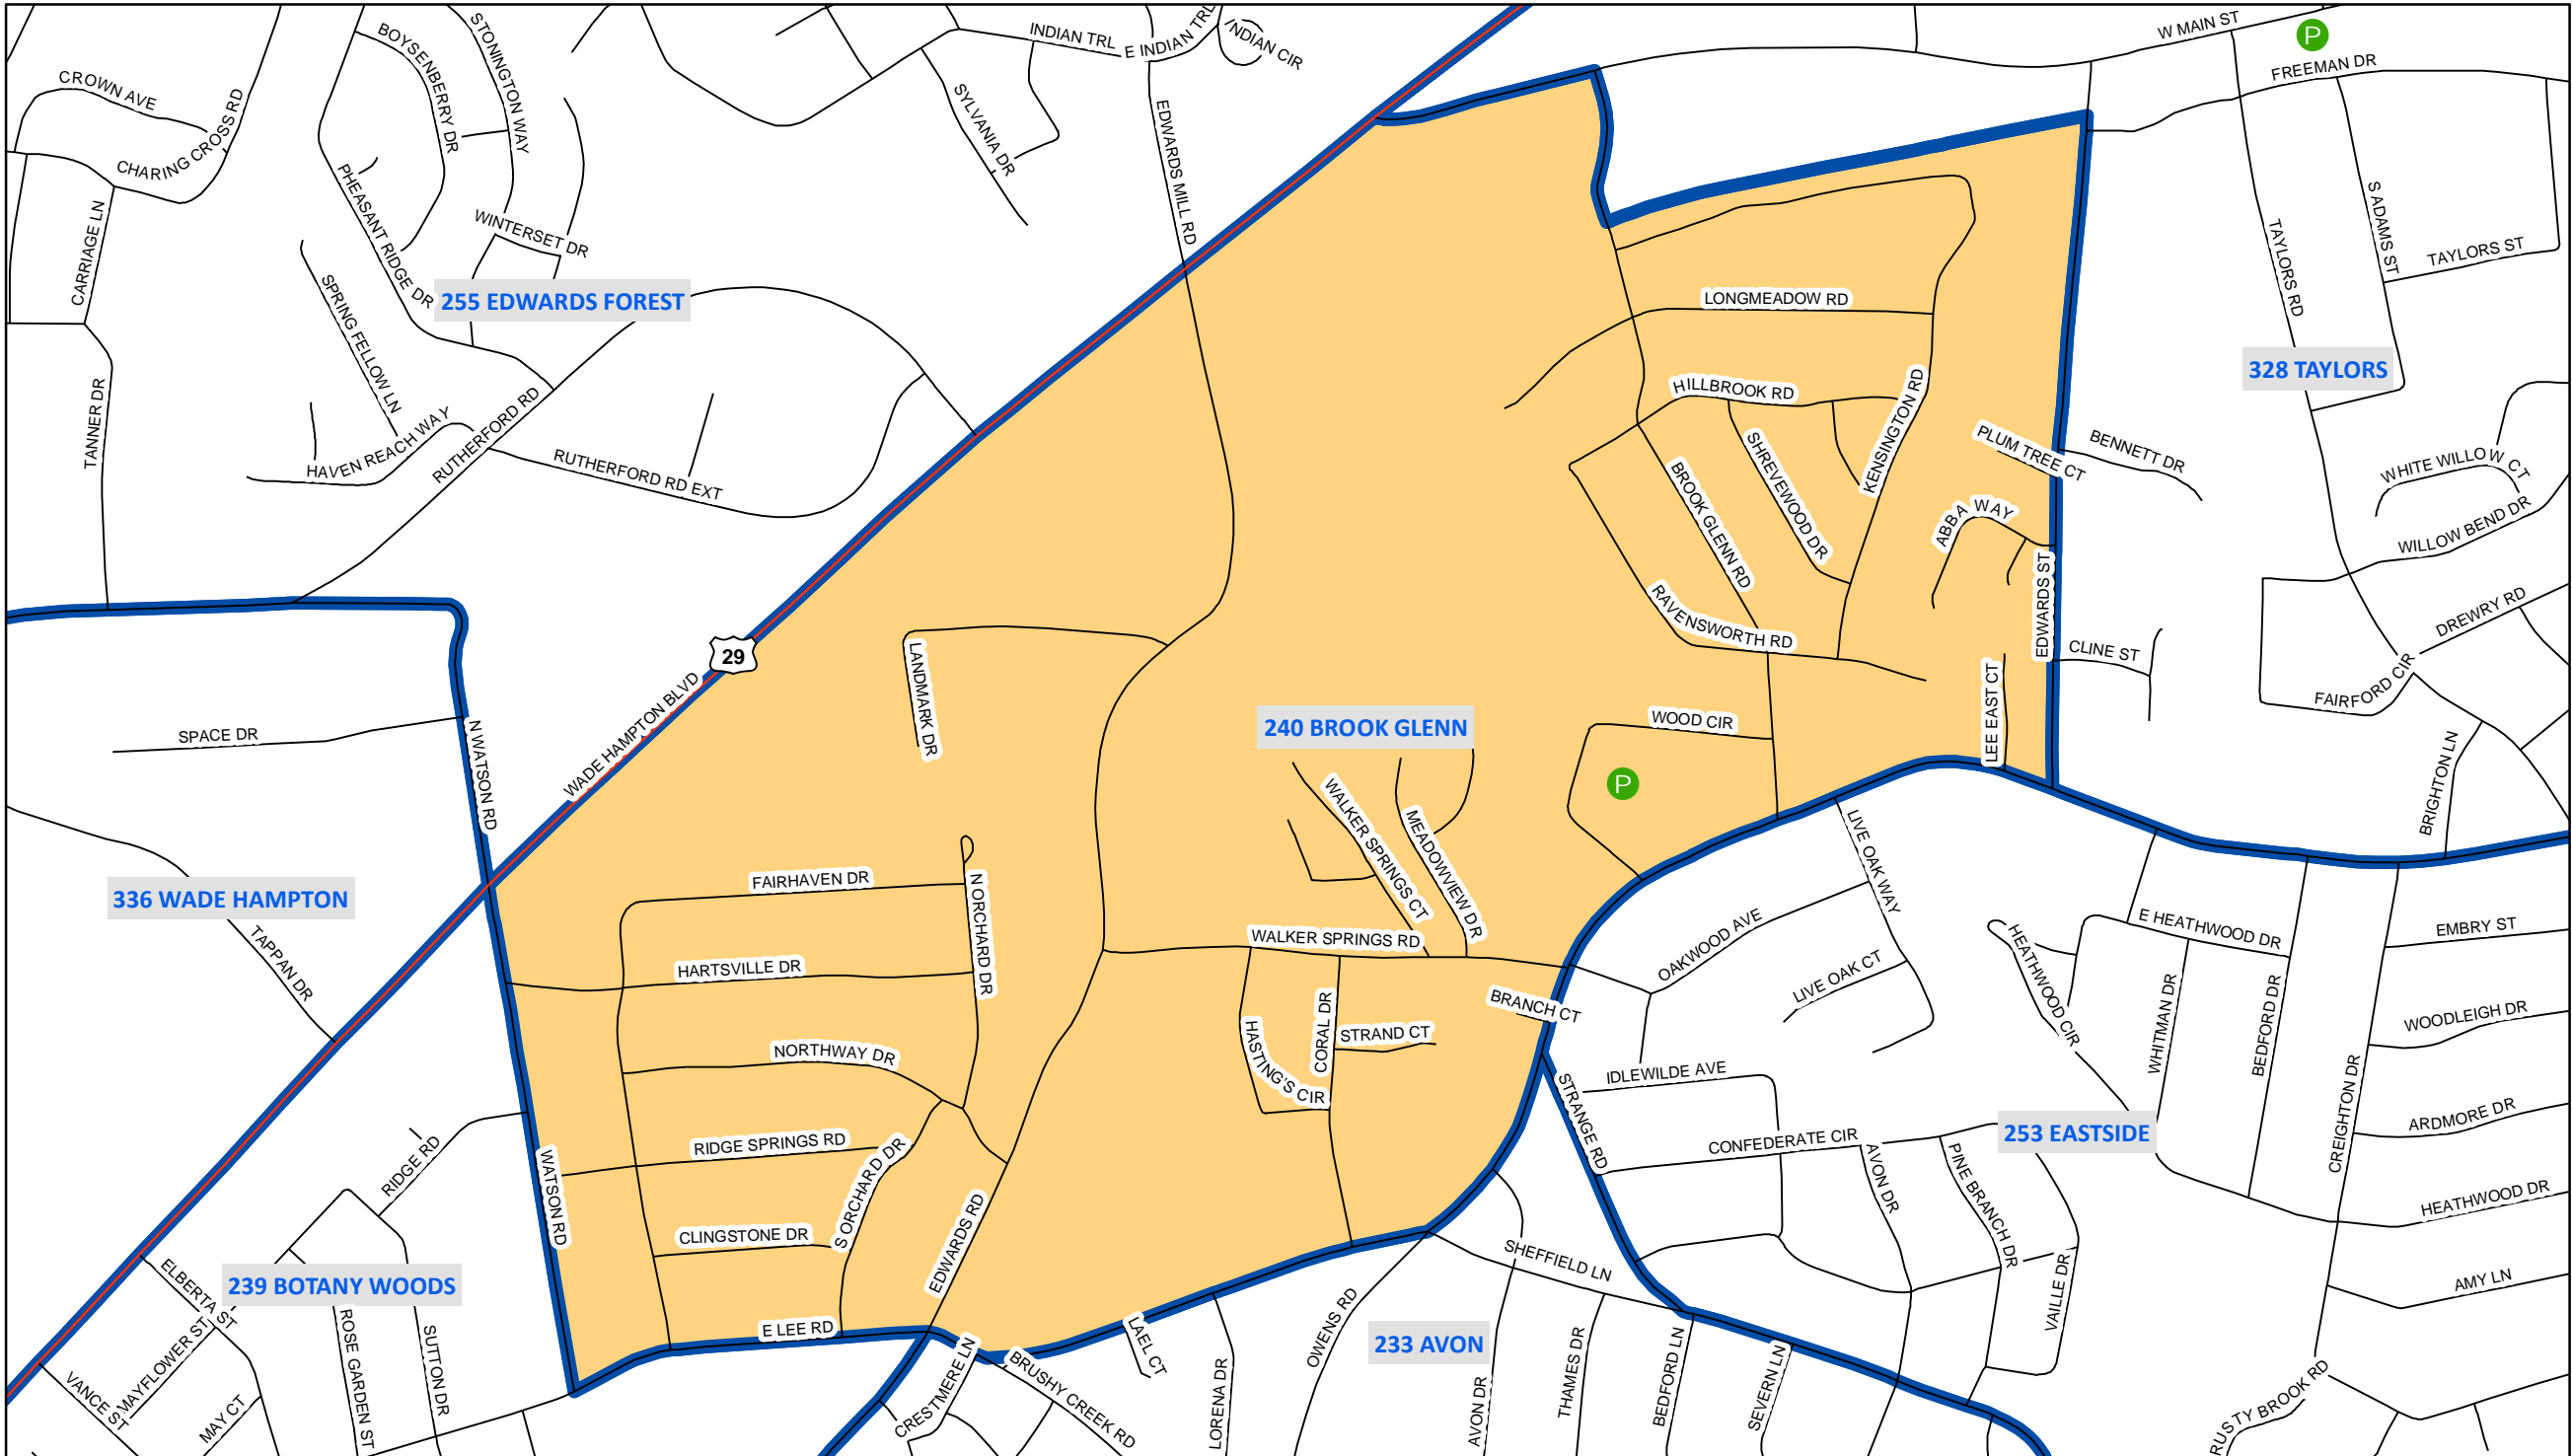 CROWN AVE
CHARING CROSS RD
BOYSENBERRY DR
STONINGTON WAY
INDIAN TRL
E INDIAN TRL
INDIAN CIR
W MAIN ST
P
FREEMAN DR
SYLVANIA DR
EDWARDS MILL RD
CARRIAGE LN
PHEASANT RIDGE DR
WINTERSET DR
255 EDWARDS FOREST
SPRING FELLOW LN
TANNER DR
HAVEN REACH WAY
RUTHERFORD RD
RUTHERFORD RD EXT
S ADAMS ST
TAYLORS ST
TAYLORS RD
328 TAYLORS
LONGMEADOW RD
HILLBROOK RD
KENSINGTON RD
SHREVEWOOD DR
BROOK GLENN RD
PLUM TREE CT
BENNETT DR
WHITE WILLOW CT
WILLOW BEND DR
ABBA WAY
EDWARDS ST
RAVENSWORTH RD
DREWRY RD
CLINE ST
FAIRFORD CIR
LEE EAST CT
29
WADE HAMPTON BLVD
LANDMARK DR
SPACE DR
N WATSON RD
240 BROOK GLENN
WOOD CIR
P
BRIGHTON LN
WALKER SPRINGS CT
MEADOWVIEW DR
LIVE OAK WAY
336 WADE HAMPTON
TAPPAN DR
FAIRHAVEN DR
N ORCHARD DR
HARTSVILLE DR
WALKER SPRINGS RD
OAKWOOD AVE
LIVE OAK CT
HEATHWOOD CIR
E HEATHWOOD DR
EMBRY ST
WHITMAN DR
BEDFORD DR
WOODLEIGH DR
BRANCH CT
CORAL DR
STRAND CT
HASTING'S CIR
NORTHWAY DR
IDLEWILDE AVE
STRANGE RD
CONFEDERATE CIR
253 EASTSIDE
CREIGHTON DR
ARDMORE DR
RIDGE RD
WATSON RD
RIDGE SPRINGS RD
S ORCHARD DR
CLINGSTONE DR
EDWARDS RD
AVON DR
PINE BRANCH DR
HEATHWOOD DR
SHEFFIELD LN
VAILLE DR
AMY LN
239 BOTANY WOODS
ELBERTA ST
MAYFLOWER ST
VANCE ST
MAY CT
ROSE GARDEN ST
SUTTON DR
E LEE RD
CRESTMERE LN
BRUSHY CREEK RD
LAEL CT
LORENA DR
OWENS RD
233 AVON
AVON DR
THAMES DR
BEDFORD LN
SEVERN LN
RUSTY BROOK RD